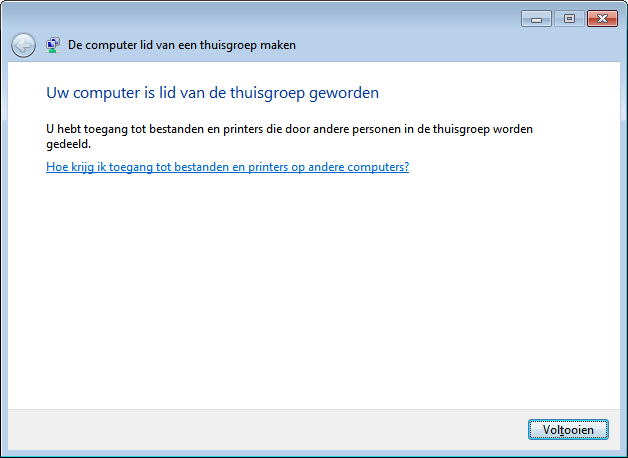 De computer lid van een thuisgroep maken
Uw computer is lid van de thuisgroep geworden
U hebt toegang tot bestanden en printers die door andere personen in de thuisgroep worden
gedeeld.
Hoe krijg ik toegang tot bestanden en printers op andere computers?
Voltooien